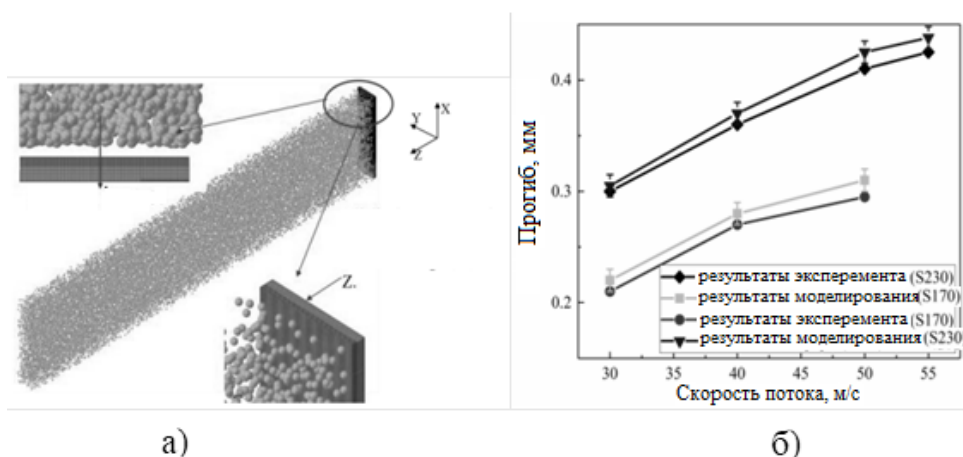 Y
X
Z
Z
а)
Прогиб, мм
0.4
0.3
0.2
результаты эксперемента (S230)
результаты моделирования(S170)
результаты эксперемента (S170)
результаты моделирования (S230
30
35
40
45
50
55
Скорость потока, м/с
б)